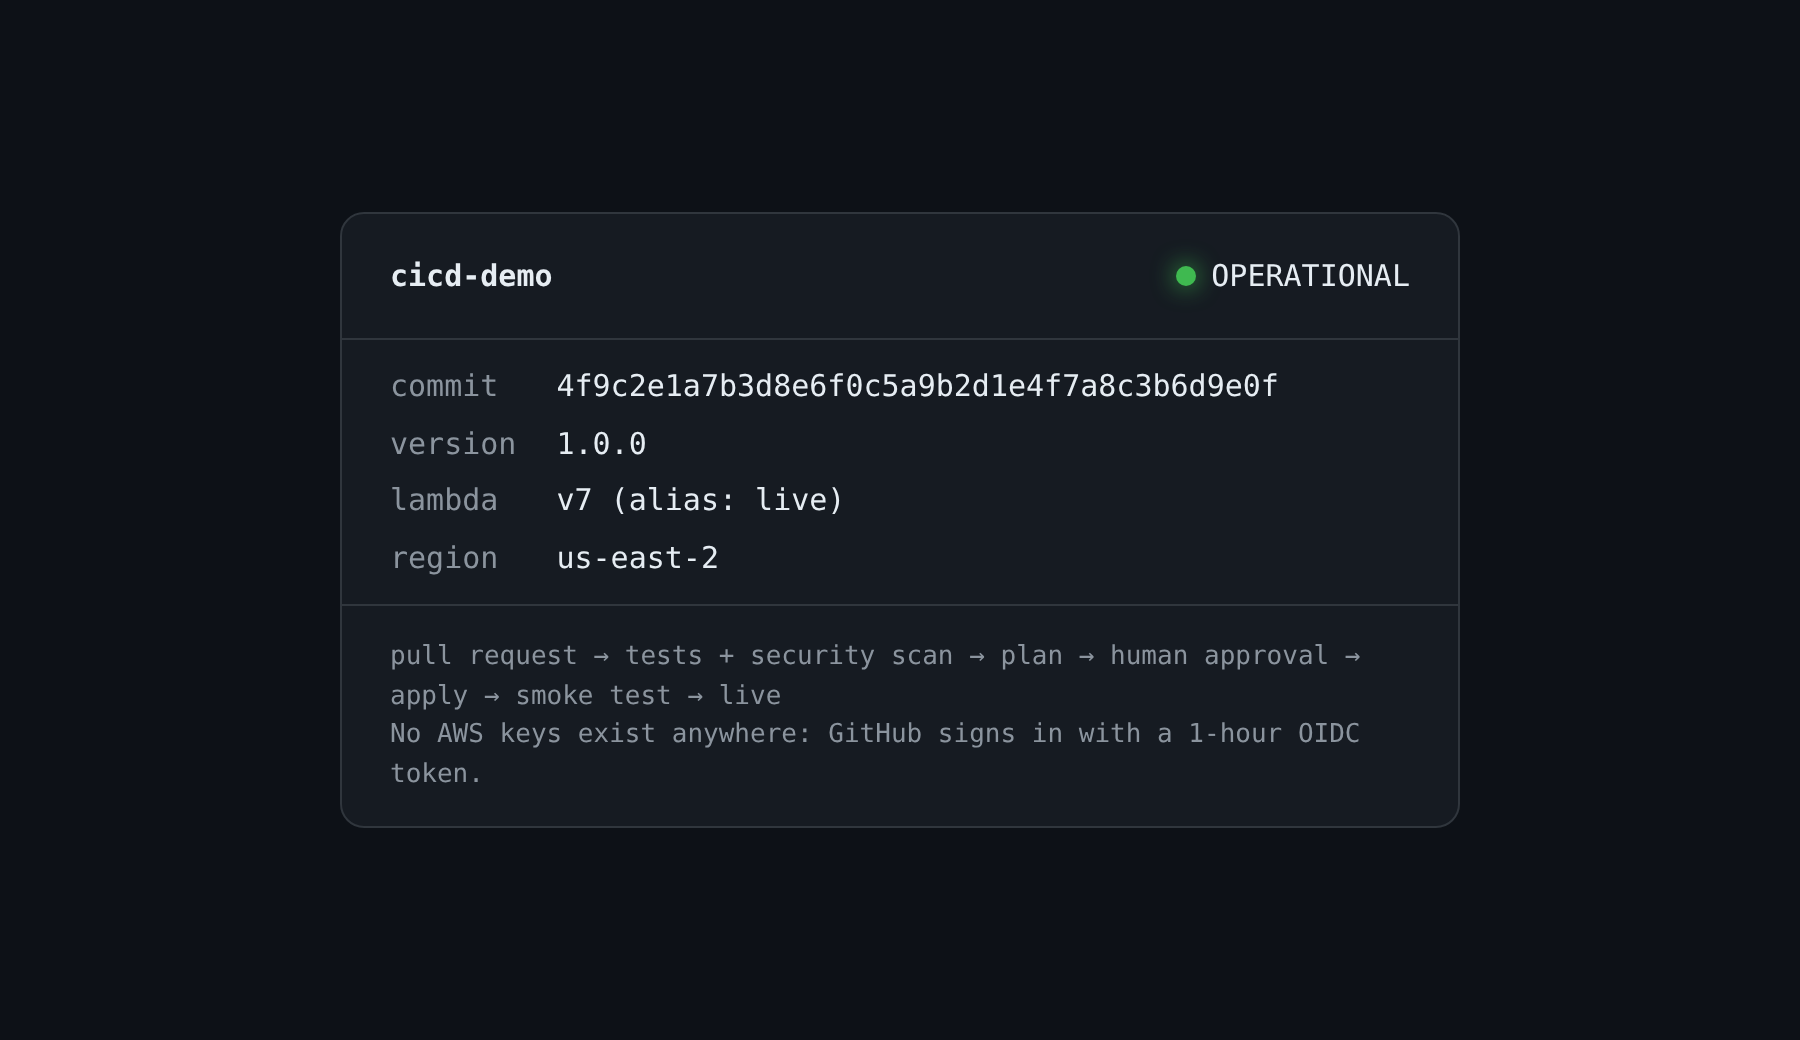 cicd-demo
OPERATIONAL
commit 4f9c2e1a7b3d8e6f0c5a9b2d1e4f7a8c3b6d9e0f
version 1.0.0
lambda v7 (alias: live)
region us-east-2
pull request → tests + security scan → plan → human approval →
apply → smoke test → live
No AWS keys exist anywhere: GitHub signs in with a 1-hour OIDC
token.